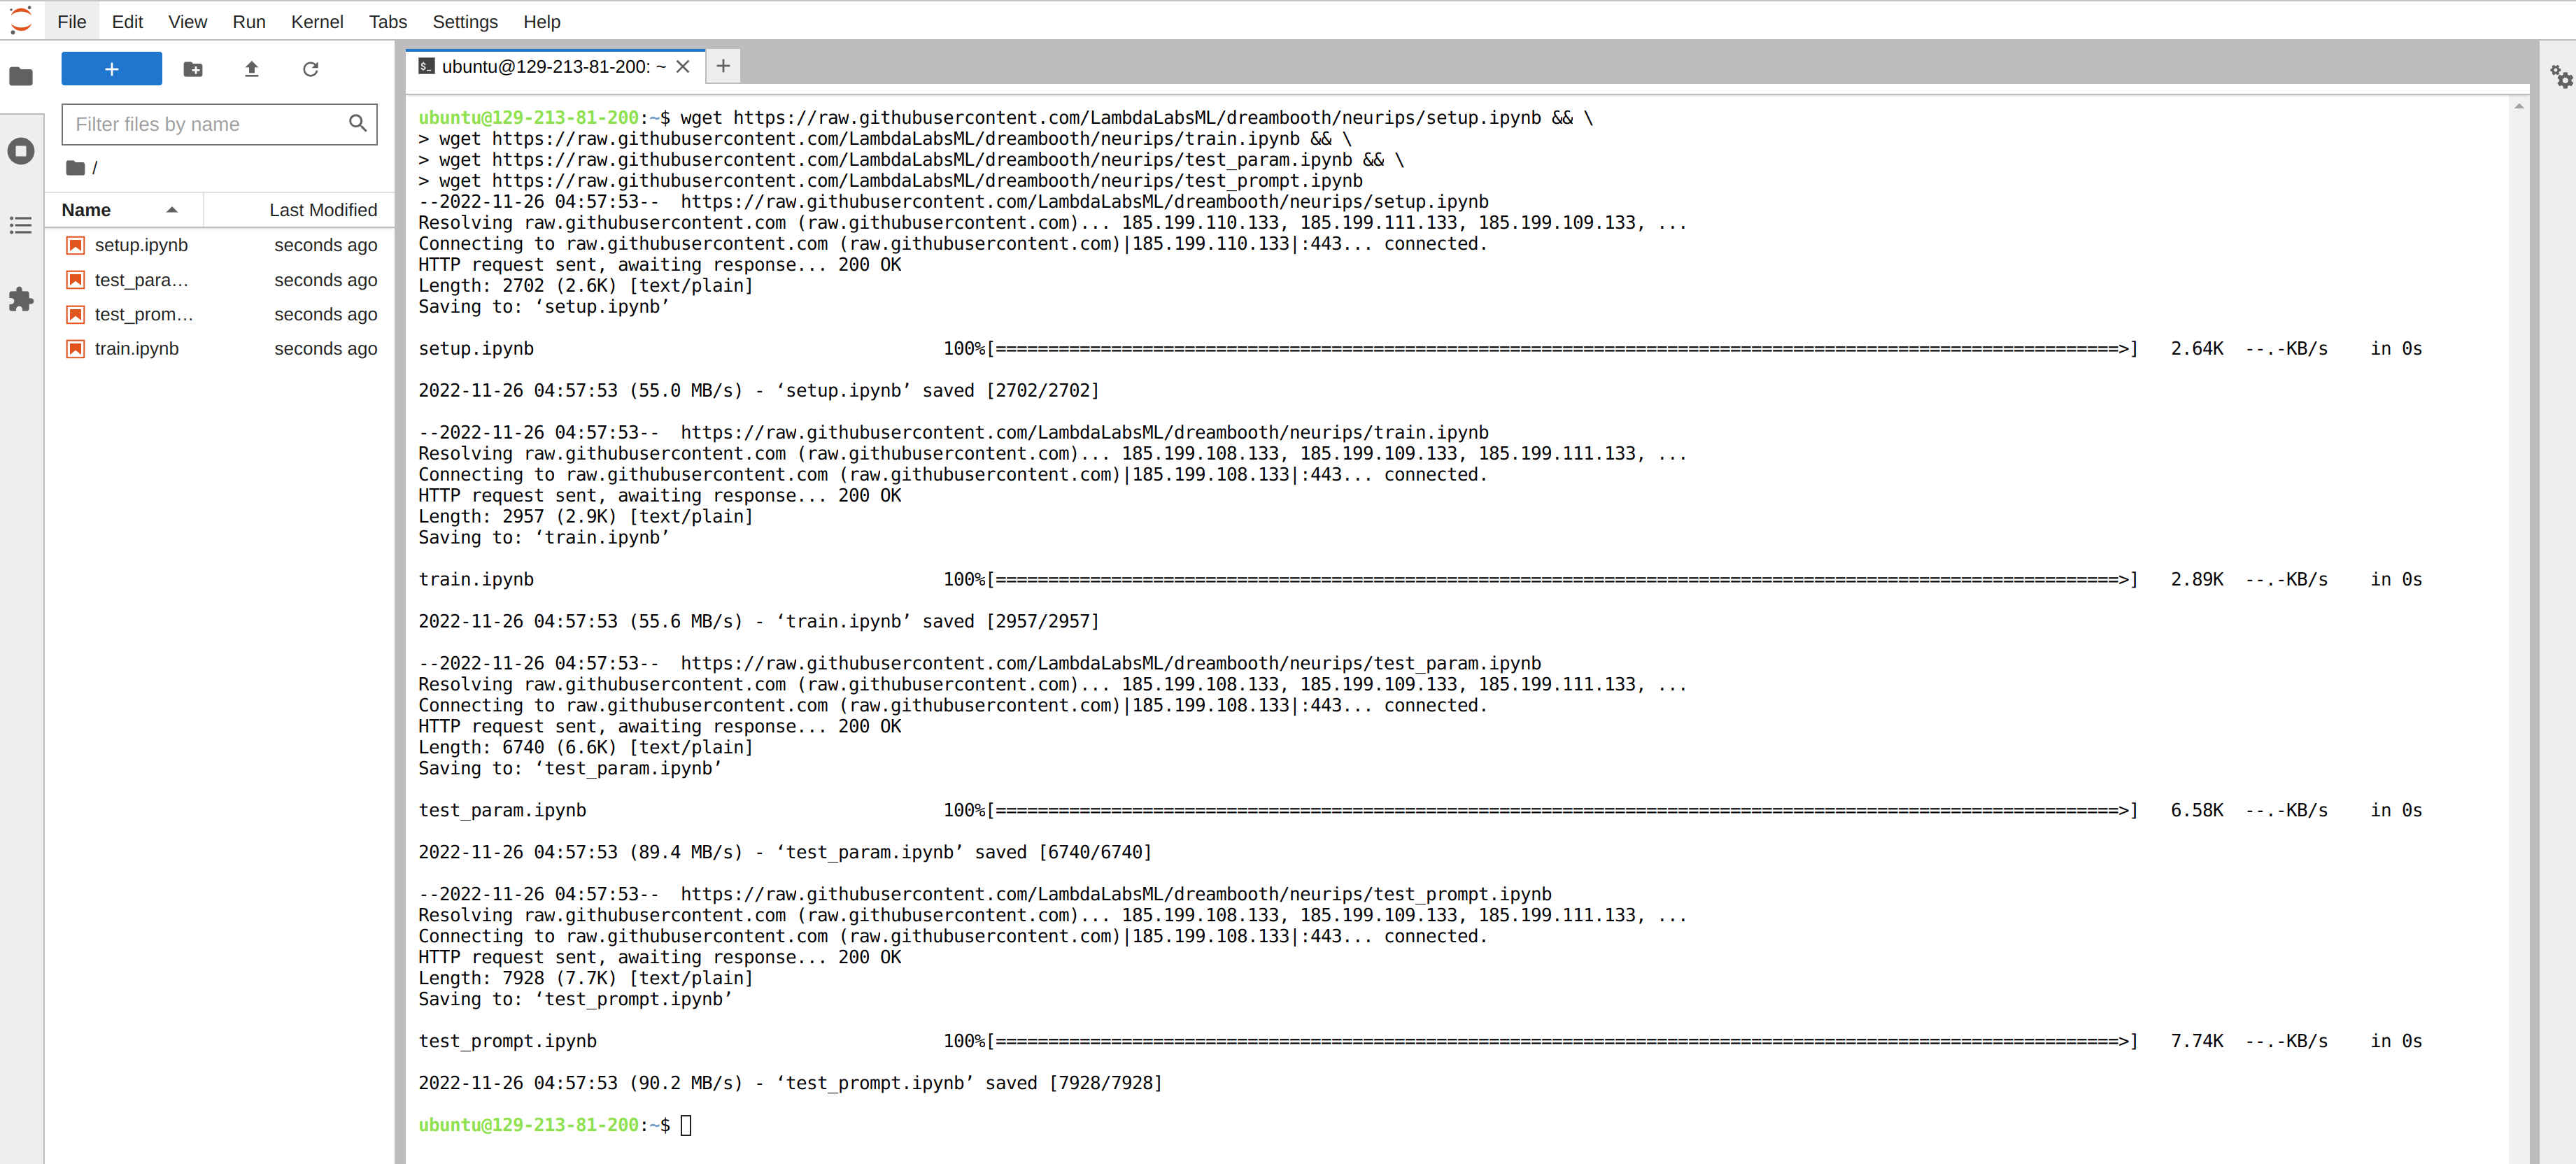 File Edit View Run Kernel Tabs Settings Help
Filter files by name
/
Name Last Modified
setup.ipynb seconds ago
test_para… seconds ago
test_prom… seconds ago
train.ipynb seconds ago
$_ ubuntu@129-213-81-200: ~
ubuntu@129-213-81-200:~$ wget https://raw.githubusercontent.com/LambdaLabsML/dreambooth/neurips/setup.ipynb && \
> wget https://raw.githubusercontent.com/LambdaLabsML/dreambooth/neurips/train.ipynb && \
> wget https://raw.githubusercontent.com/LambdaLabsML/dreambooth/neurips/test_param.ipynb && \
> wget https://raw.githubusercontent.com/LambdaLabsML/dreambooth/neurips/test_prompt.ipynb
--2022-11-26 04:57:53--  https://raw.githubusercontent.com/LambdaLabsML/dreambooth/neurips/setup.ipynb
Resolving raw.githubusercontent.com (raw.githubusercontent.com)... 185.199.110.133, 185.199.111.133, 185.199.109.133, ...
Connecting to raw.githubusercontent.com (raw.githubusercontent.com)|185.199.110.133|:443... connected.
HTTP request sent, awaiting response... 200 OK
Length: 2702 (2.6K) [text/plain]
Saving to: ‘setup.ipynb’
setup.ipynb 100%[===========================================================================================================>] 2.64K --.-KB/s in 0s
2022-11-26 04:57:53 (55.0 MB/s) - ‘setup.ipynb’ saved [2702/2702]
--2022-11-26 04:57:53--  https://raw.githubusercontent.com/LambdaLabsML/dreambooth/neurips/train.ipynb
Resolving raw.githubusercontent.com (raw.githubusercontent.com)... 185.199.108.133, 185.199.109.133, 185.199.111.133, ...
Connecting to raw.githubusercontent.com (raw.githubusercontent.com)|185.199.108.133|:443... connected.
HTTP request sent, awaiting response... 200 OK
Length: 2957 (2.9K) [text/plain]
Saving to: ‘train.ipynb’
train.ipynb 100%[===========================================================================================================>] 2.89K --.-KB/s in 0s
2022-11-26 04:57:53 (55.6 MB/s) - ‘train.ipynb’ saved [2957/2957]
--2022-11-26 04:57:53--  https://raw.githubusercontent.com/LambdaLabsML/dreambooth/neurips/test_param.ipynb
Resolving raw.githubusercontent.com (raw.githubusercontent.com)... 185.199.108.133, 185.199.109.133, 185.199.111.133, ...
Connecting to raw.githubusercontent.com (raw.githubusercontent.com)|185.199.108.133|:443... connected.
HTTP request sent, awaiting response... 200 OK
Length: 6740 (6.6K) [text/plain]
Saving to: ‘test_param.ipynb’
test_param.ipynb 100%[===========================================================================================================>] 6.58K --.-KB/s in 0s
2022-11-26 04:57:53 (89.4 MB/s) - ‘test_param.ipynb’ saved [6740/6740]
--2022-11-26 04:57:53--  https://raw.githubusercontent.com/LambdaLabsML/dreambooth/neurips/test_prompt.ipynb
Resolving raw.githubusercontent.com (raw.githubusercontent.com)... 185.199.108.133, 185.199.109.133, 185.199.111.133, ...
Connecting to raw.githubusercontent.com (raw.githubusercontent.com)|185.199.108.133|:443... connected.
HTTP request sent, awaiting response... 200 OK
Length: 7928 (7.7K) [text/plain]
Saving to: ‘test_prompt.ipynb’
test_prompt.ipynb 100%[===========================================================================================================>] 7.74K --.-KB/s in 0s
2022-11-26 04:57:53 (90.2 MB/s) - ‘test_prompt.ipynb’ saved [7928/7928]
ubuntu@129-213-81-200:~$